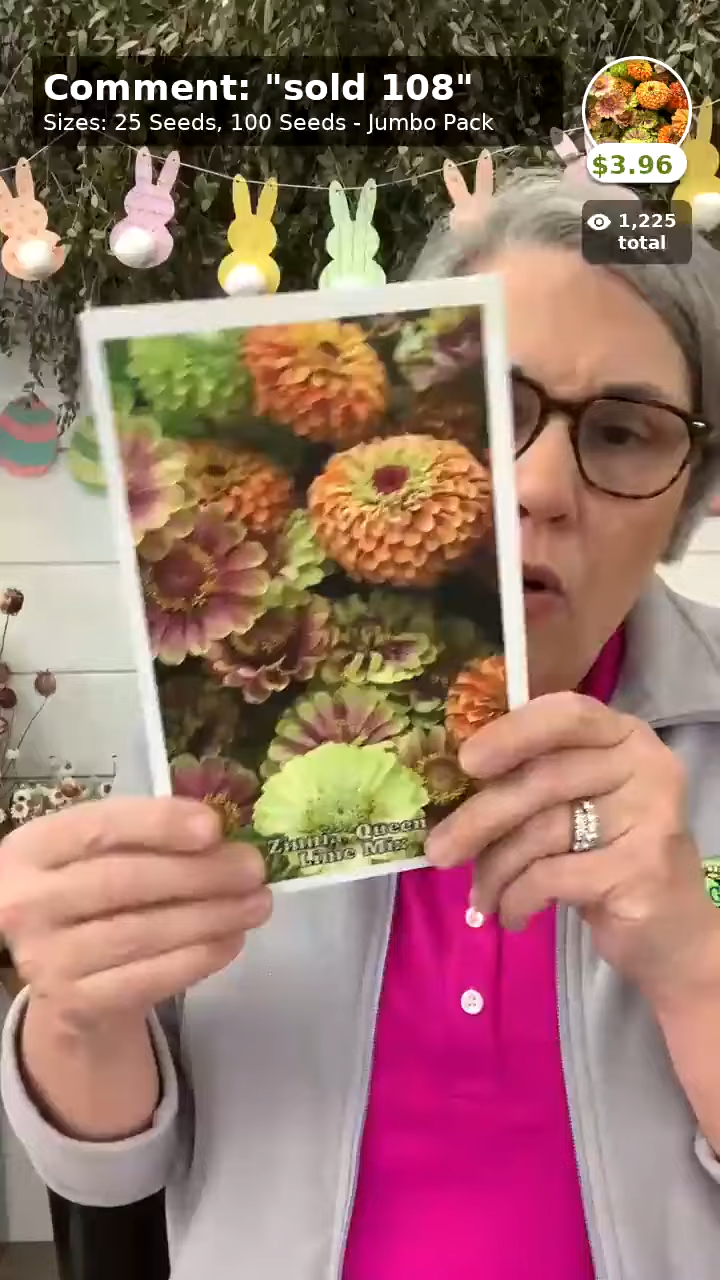 Comment: "sold 108"
Sizes: 25 Seeds, 100 Seeds - Jumbo Pack
$3.96
1,225
total
Queen
Lime Mix